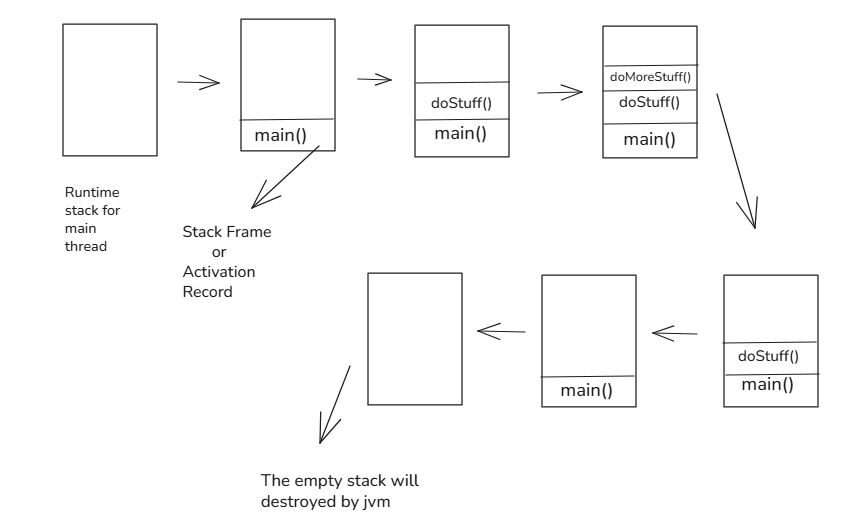 main()
doStuff()
main()
doMoreStuff()
doStuff()
main()
Runtime
stack for
main
thread
Stack Frame
or
Activation
Record
doStuff()
main()
main()
The empty stack will
destroyed by jvm